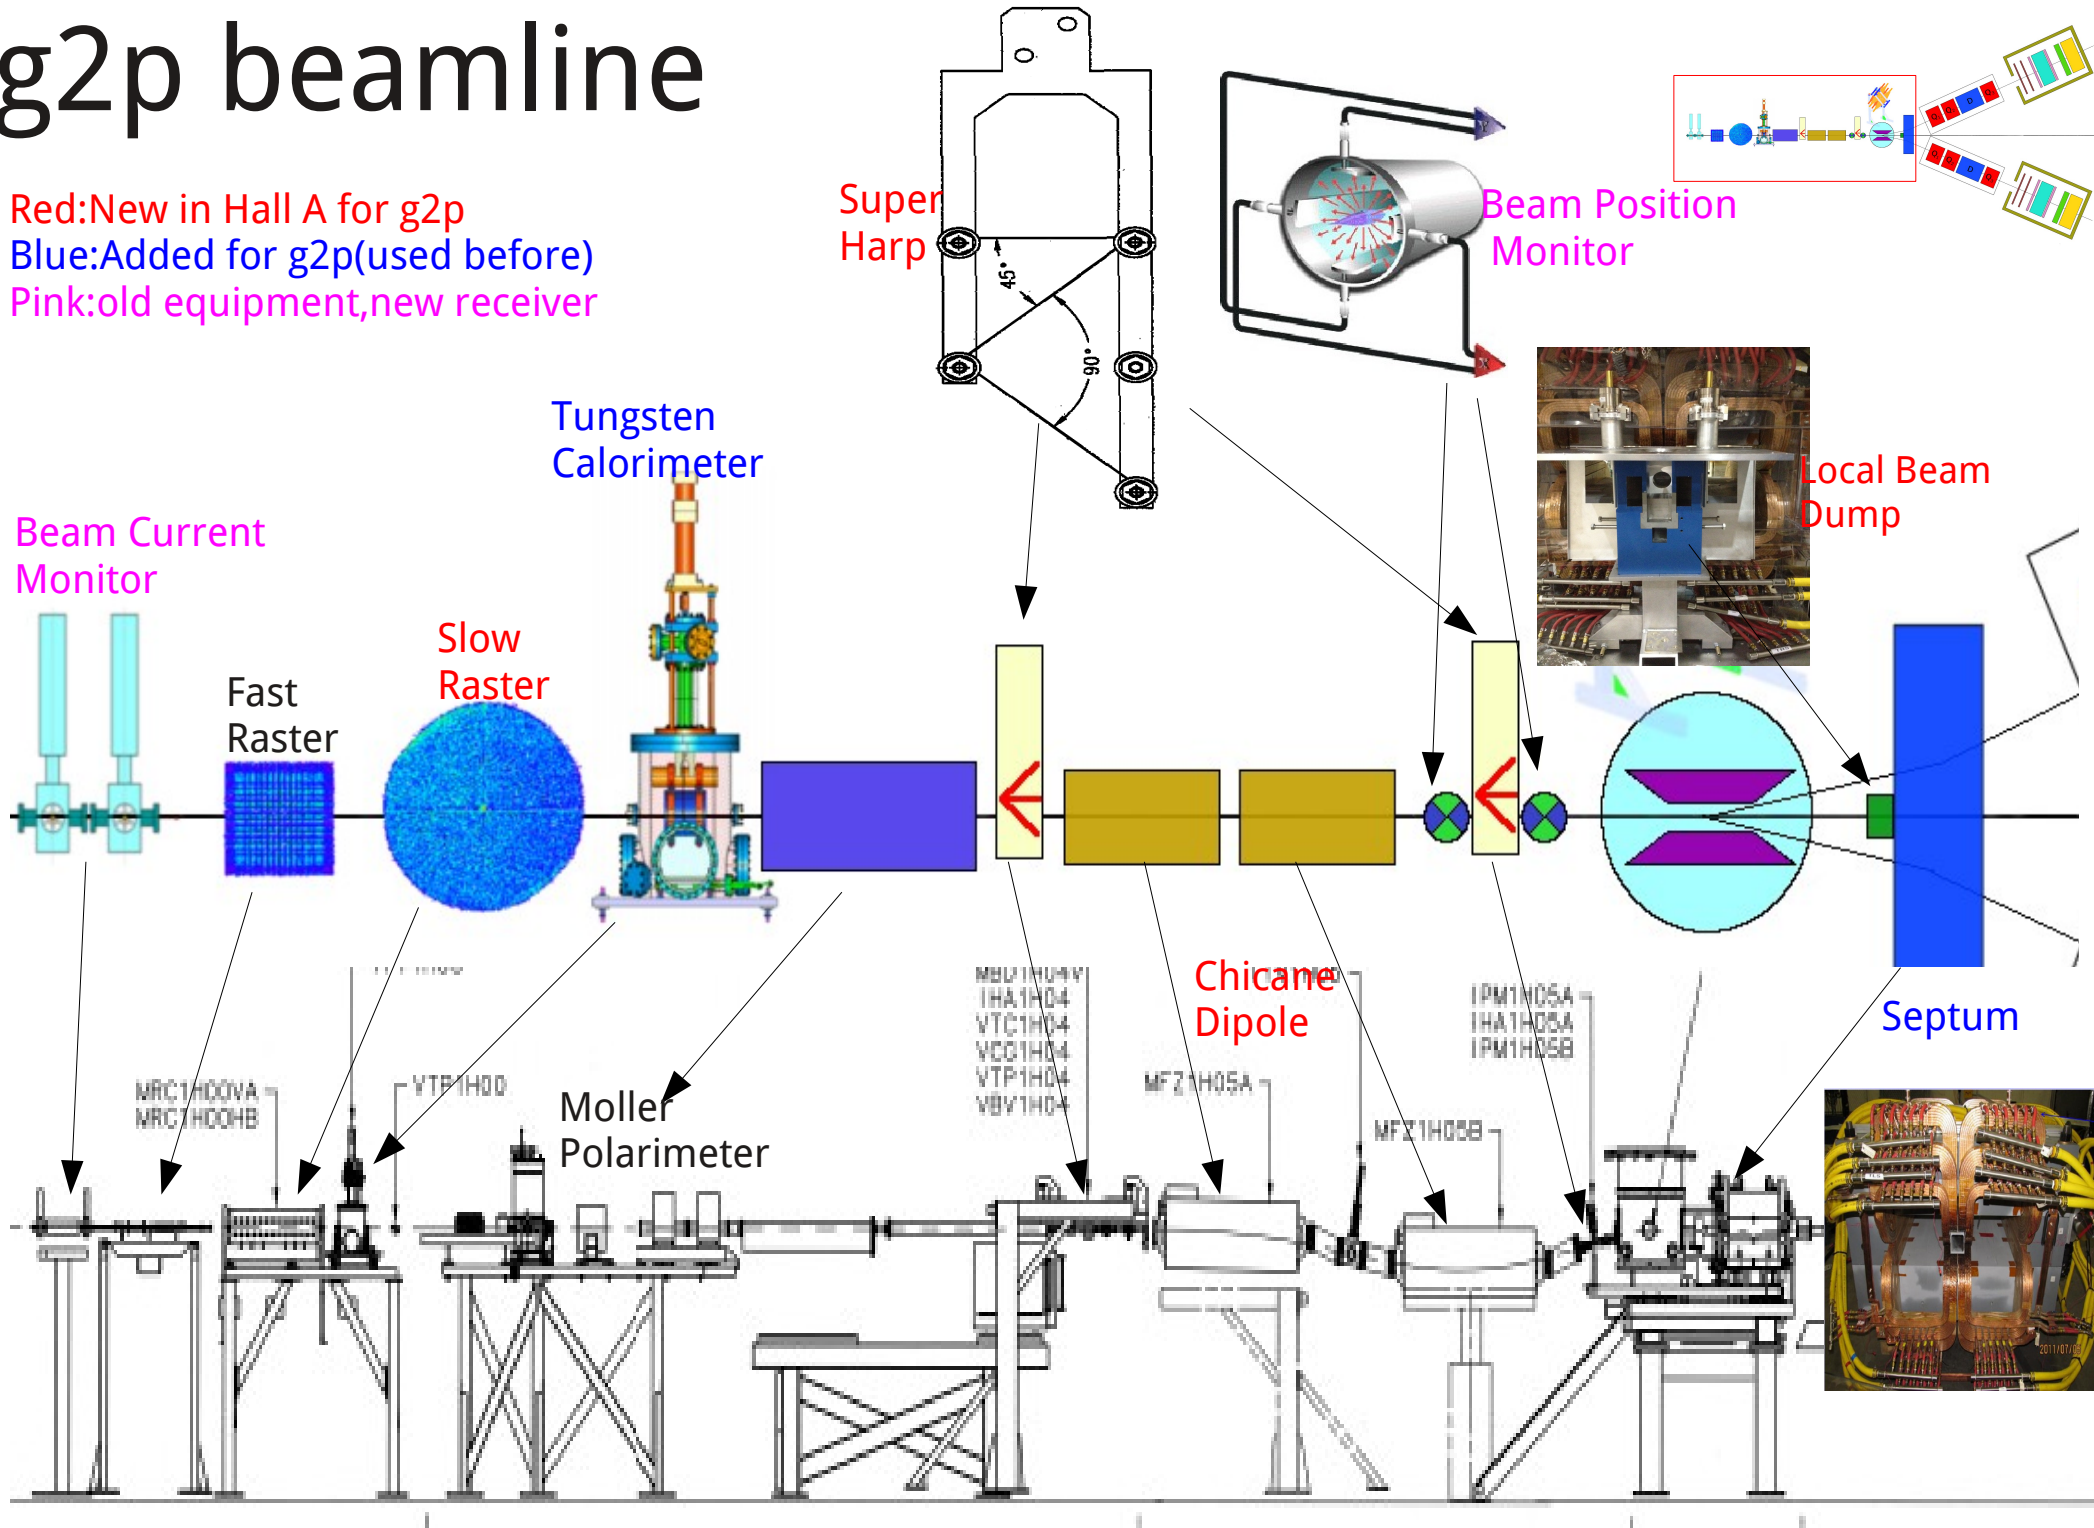 g2p beamline
Red:New in Hall A for g2p
Blue:Added for g2p(used before)
Pink:old equipment,new receiver
Super
Harp
45°
90°
Beam Position
Monitor
Tungsten
Calorimeter
Local Beam
Dump
Beam Current
Monitor
Slow
Raster
Fast
Raster
Chicane
Dipole
Septum
MBD1H04V
IHA1H04
VTC1H04
VCG1H04
VTP1H04
VBV1H04
IPM1H05A
IHA1H05A
IPM1H05B
MRC1H00VA
MRC1H00HB
VTP1H00
MFZ1H05A
MFZ1H05B
Moller
Polarimeter